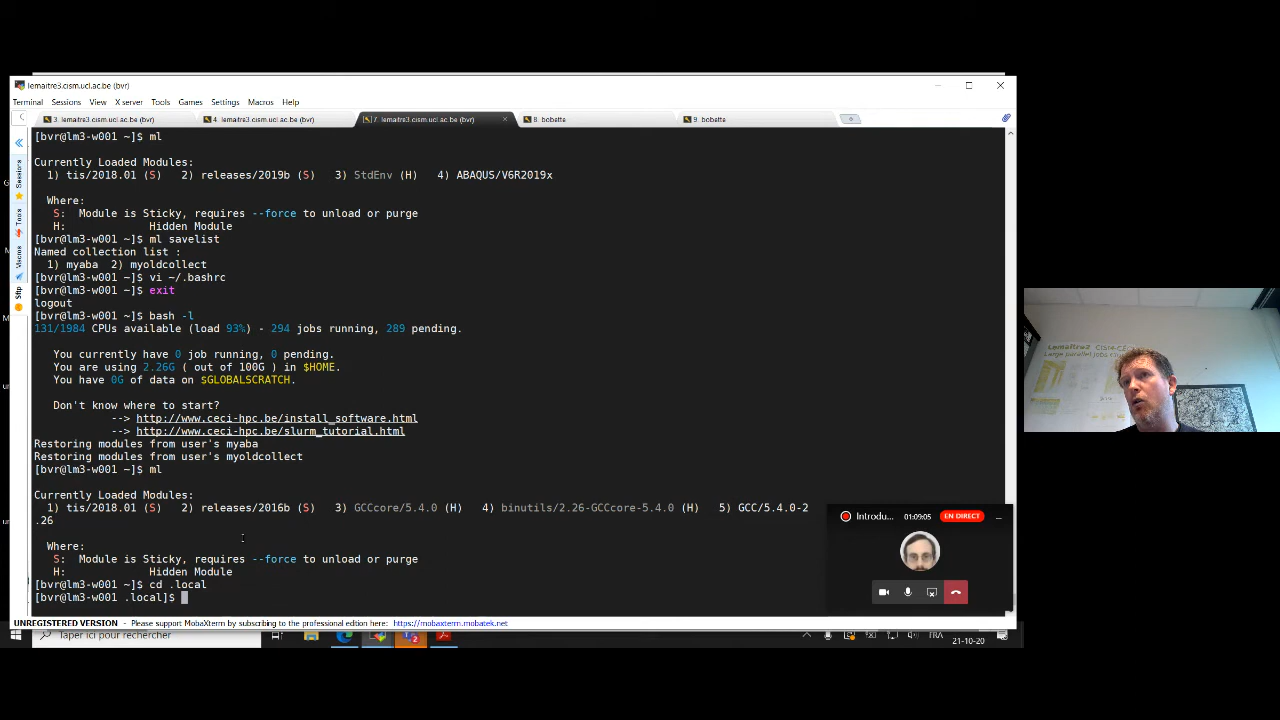 lemaitre3.cism.ucl.ac.be (bvr)
Terminal Sessions View X server Tools Games Settings Macros Help
3. lemaitre3.cism.ucl.ac.be (bvr) 4. lemaitre3.cism.ucl.ac.be (bvr) 7. lemaitre3.cism.ucl.ac.be (bvr) 8. bobette 9. bobette
[bvr@lm3-w001 ~]$ ml
Currently Loaded Modules:
1) tis/2018.01 (S) 2) releases/2019b (S) 3) StdEnv (H) 4) ABAQUS/V6R2019x
Where:
S: Module is Sticky, requires --force to unload or purge
H: Hidden Module
[bvr@lm3-w001 ~]$ ml savelist
Named collection list :
1) myaba 2) myoldcollect
[bvr@lm3-w001 ~]$ vi ~/.bashrc
[bvr@lm3-w001 ~]$ exit
logout
[bvr@lm3-w001 ~]$ bash -l
131/1984 CPUs available (load 93%) - 294 jobs running, 289 pending.
You currently have 0 job running, 0 pending.
You are using 2.26G ( out of 100G ) in $HOME.
You have 0G of data on $GLOBALSCRATCH.
Don't know where to start?
--> http://www.ceci-hpc.be/install_software.html
--> http://www.ceci-hpc.be/slurm_tutorial.html
Restoring modules from user's myaba
Restoring modules from user's myoldcollect
[bvr@lm3-w001 ~]$ ml
Currently Loaded Modules:
1) tis/2018.01 (S) 2) releases/2016b (S) 3) GCCcore/5.4.0 (H) 4) binutils/2.26-GCCcore-5.4.0 (H) 5) GCC/5.4.0-2
.26
Where:
S: Module is Sticky, requires --force to unload or purge
H: Hidden Module
[bvr@lm3-w001 ~]$ cd .local
[bvr@lm3-w001 .local]$
Sessions
Tools
Macros
Sftp
Introdu... 01:09:05 EN DIRECT
UNREGISTERED VERSION - Please support MobaXterm by subscribing to the professional edition here: https://mobaxterm.mobatek.net
Taper ici pour rechercher
FRA
21-10-20